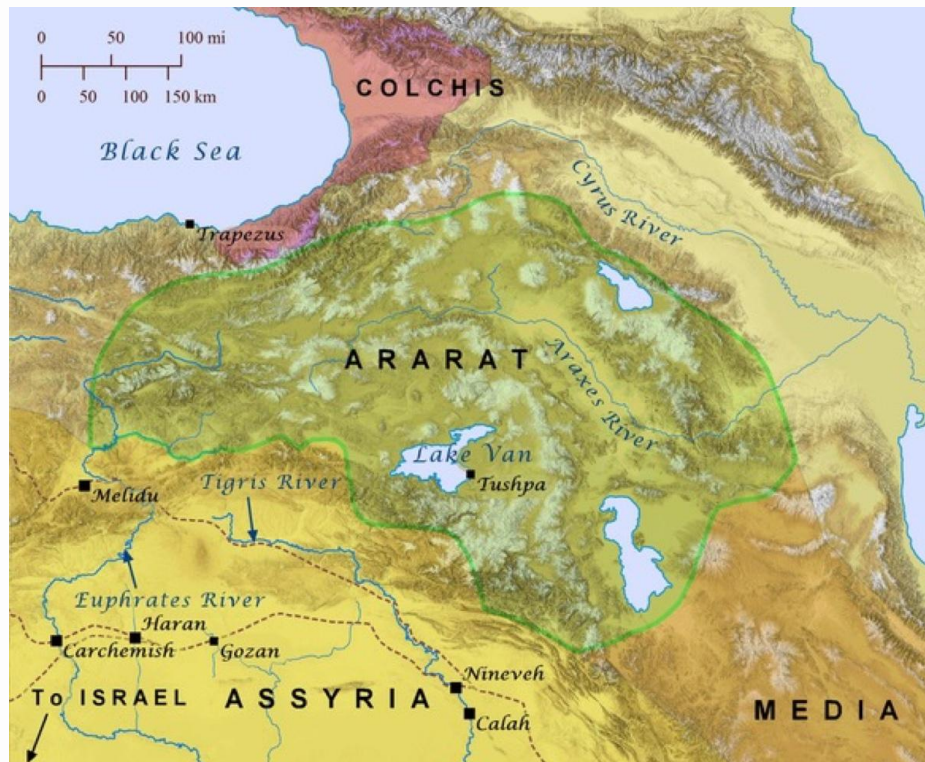 0 50 100 mi
0 50 100 150 km
COLCHIS
Black Sea
Cyrus River
Trapezus
ARARAT
Araxes River
Lake Van
Tushpa
Tigris River
Melidu
Euphrates River
Haran
Carchemish
Gozan
Nineveh
To ISRAEL
ASSYRIA
Calah
MEDIA